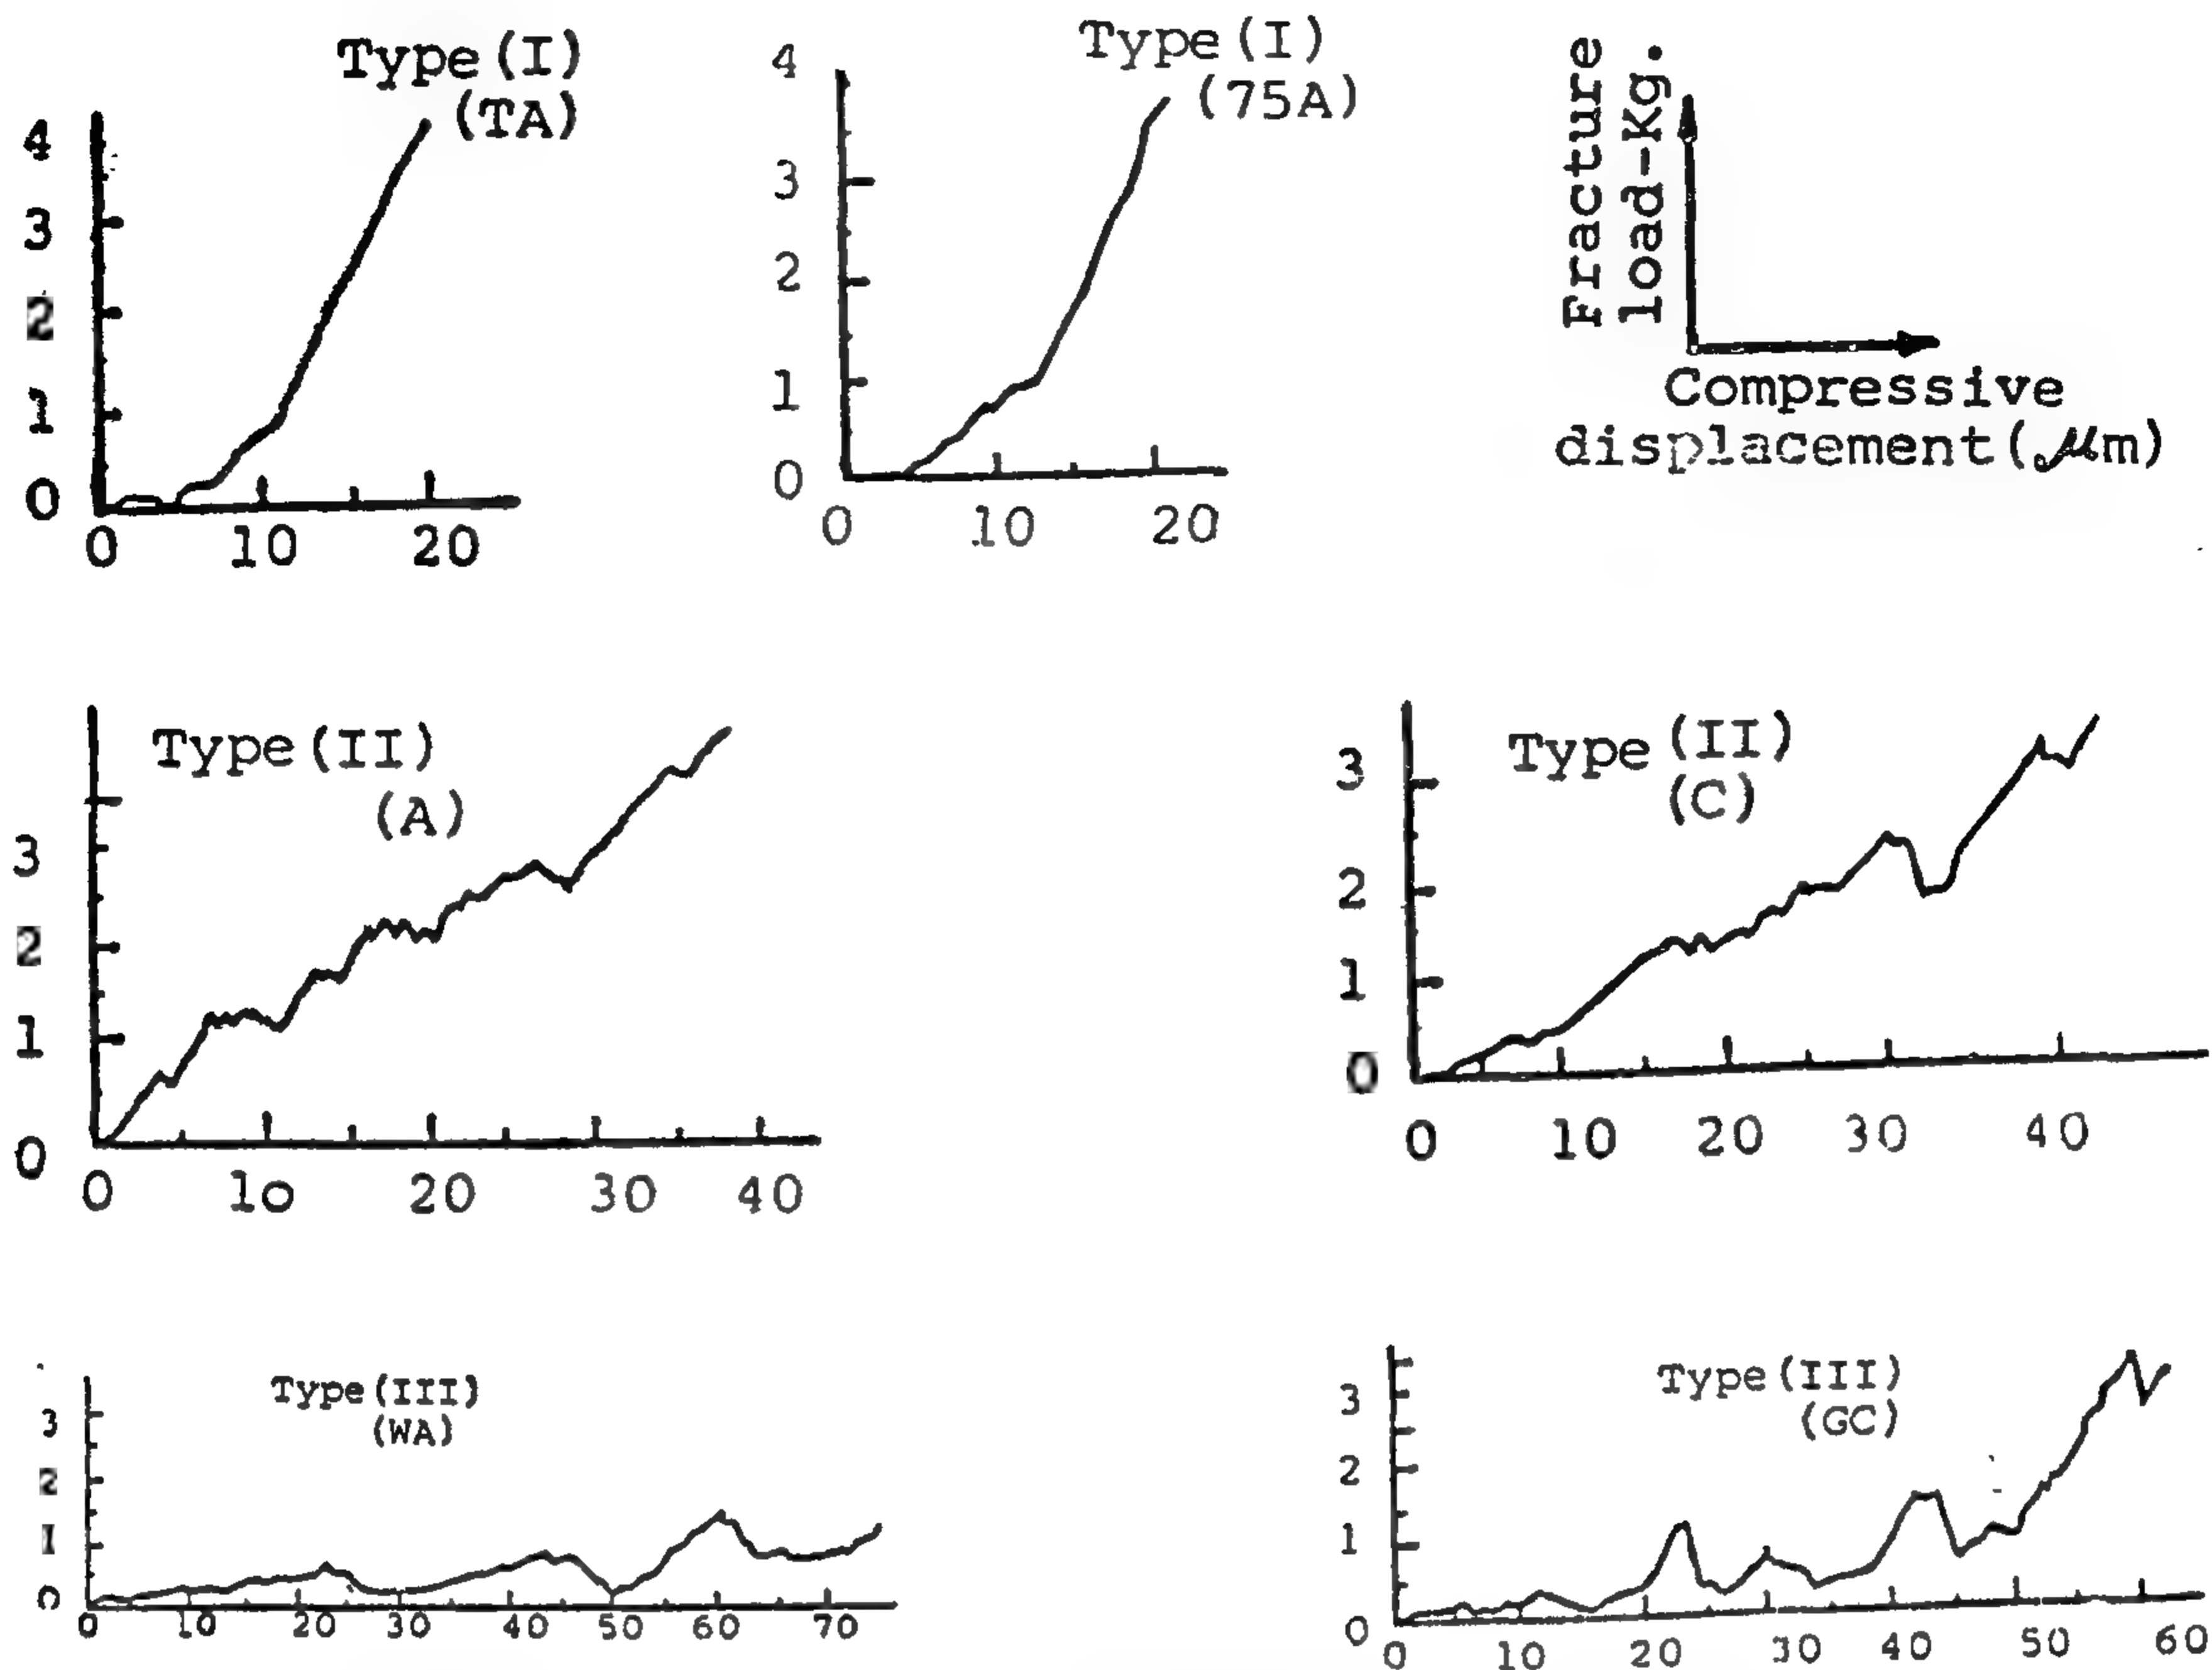 Type(I)
(TA)
4
3
2
1
0
0 10 20
Type(I)
(75A)
4
3
2
1
0
0 10 20
Fracture
load-Kg.
Compressive
displacement(μm)
Type(II)
(A)
3
2
1
0
0 lo 20 30 40
Type(II)
(C)
3
2
1
0
0 10 20 30 40
Type(III)
(WA)
3
2
1
0
0 10 20 30 40 50 60 70
Type(III)
(GC)
3
2
1
0
0 10 20 30 40 50 60